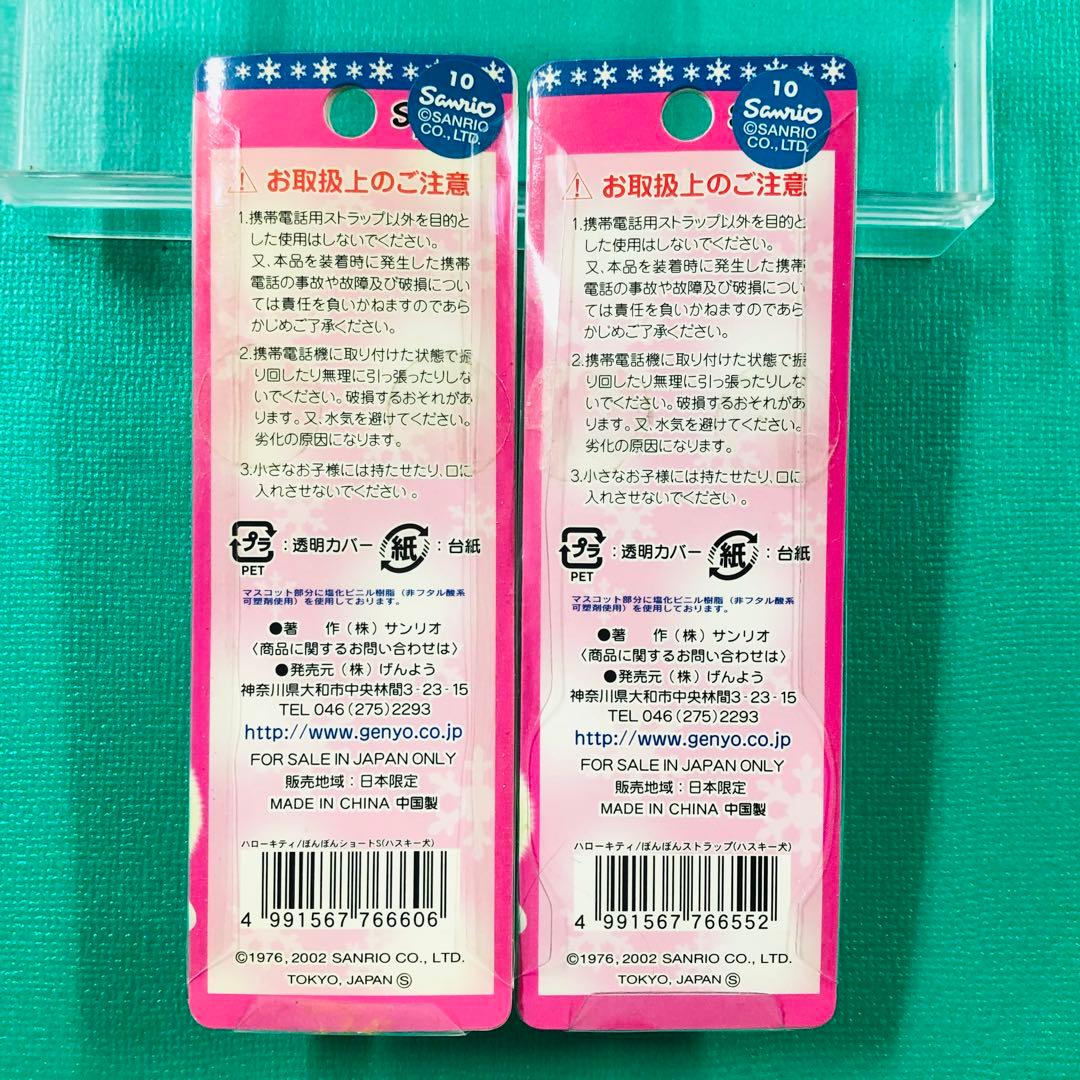 10
Sanrio
©SANRIO
CO., LTD.
S
⚠ お取扱上のご注意
1.携帯電話用ストラップ以外を目的と
した使用はしないでください。
又、本品を装着時に発生した携帯
電話の事故や故障及び破損につい
ては責任を負いかねますのであら
かじめご了承ください。
2.携帯電話機に取り付けた状態で振
り回したり無理に引っ張ったりしな
いでください。破損するおそれがあ
ります。又、水気を避けてください。
劣化の原因になります。
3.小さなお子様には持たせたり、口に
入れさせないでください。
プラ PET :透明カバー 紙 :台紙
マスコット部分に塩化ビニル樹脂(非フタル酸系
可塑剤使用)を使用しております。
●著 作(株)サンリオ
〈商品に関するお問い合わせは〉
●発売元(株)げんよう
神奈川県大和市中央林間3-23-15
TEL 046(275)2293
http://www.genyo.co.jp
FOR SALE IN JAPAN ONLY
販売地域:日本限定
MADE IN CHINA 中国製
ハローキティ/ぽんぽんショートS(ハスキー犬)
4 991567 766606
©1976, 2002 SANRIO CO., LTD.
TOKYO, JAPAN Ⓢ
10
Sanrio
©SANRIO
CO., LTD.
⚠ お取扱上のご注意
1.携帯電話用ストラップ以外を目的と
した使用はしないでください。
又、本品を装着時に発生した携帯
電話の事故や故障及び破損につい
ては責任を負いかねますのであら
かじめご了承ください。
2.携帯電話機に取り付けた状態で振
り回したり無理に引っ張ったりしな
いでください。破損するおそれがあ
ります。又、水気を避けてください。
劣化の原因になります。
3.小さなお子様には持たせたり、口に
入れさせないでください。
プラ PET :透明カバー 紙 :台紙
マスコット部分に塩化ビニル樹脂(非フタル酸系
可塑剤使用)を使用しております。
●著 作(株)サンリオ
〈商品に関するお問い合わせは〉
●発売元(株)げんよう
神奈川県大和市中央林間3-23-15
TEL 046(275)2293
http://www.genyo.co.jp
FOR SALE IN JAPAN ONLY
販売地域:日本限定
MADE IN CHINA 中国製
ハローキティ/ぽんぽんストラップ(ハスキー犬)
4 991567 766552
©1976, 2002 SANRIO CO., LTD.
TOKYO, JAPAN Ⓢ